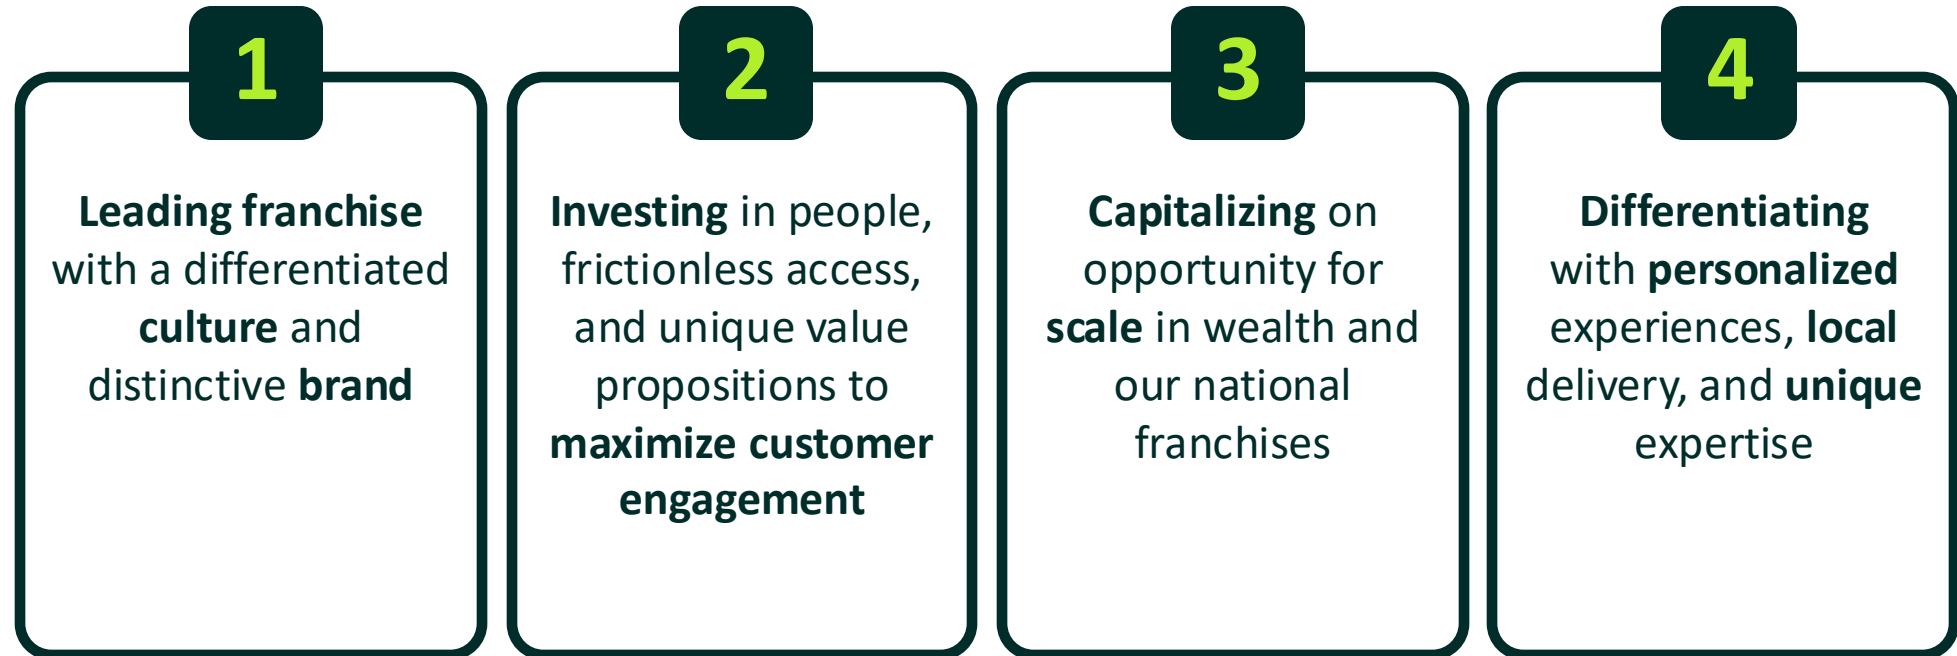 1
Leading franchise
with a differentiated
culture and
distinctive brand
2
Investing in people,
frictionless access,
and unique value
propositions to
maximize customer
engagement
3
Capitalizing on
opportunity for
scale in wealth and
our national
franchises
4
Differentiating
with personalized
experiences, local
delivery, and unique
expertise